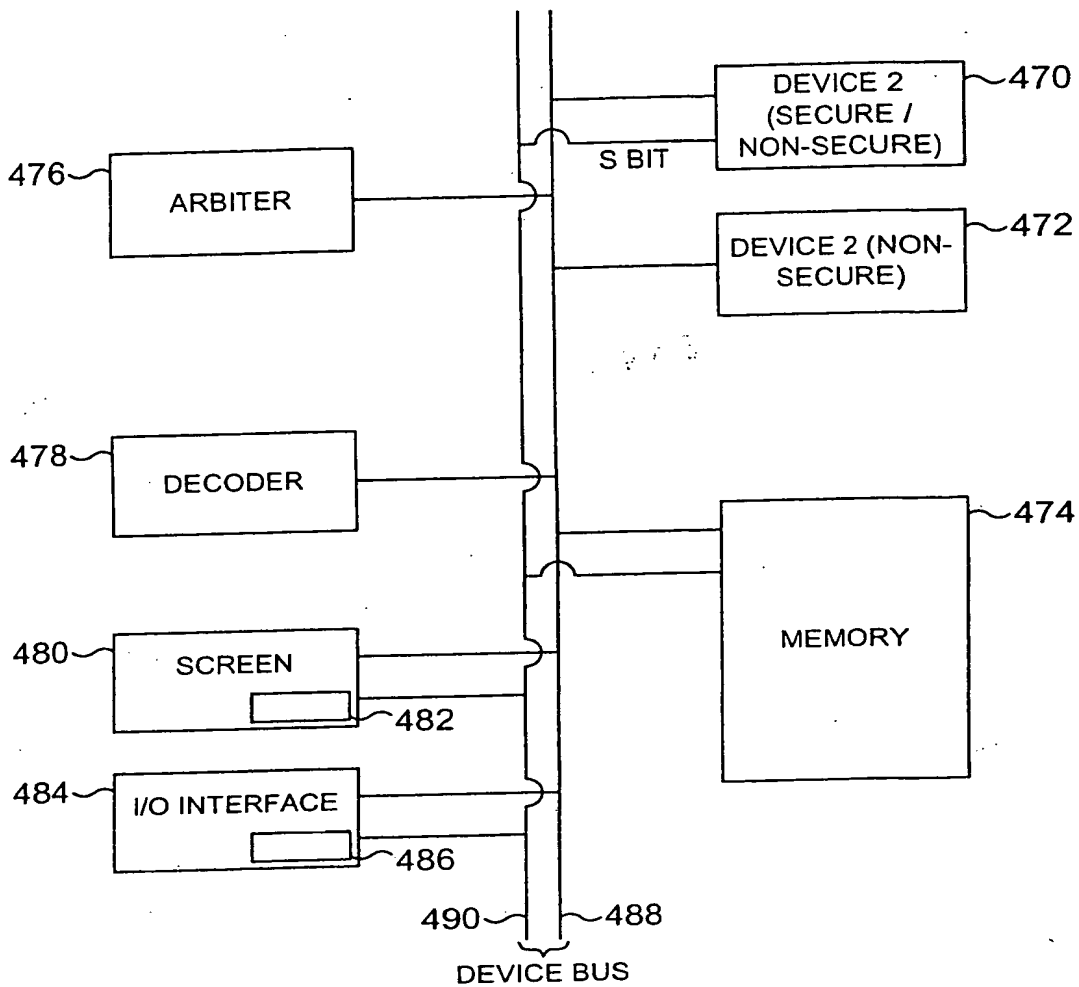 DEVICE 2
(SECURE /
NON-SECURE)
470
S BIT
476
ARBITER
DEVICE 2 (NON-
SECURE)
472
478
DECODER
474
MEMORY
480
SCREEN
482
484
I/O INTERFACE
486
490
488
DEVICE BUS